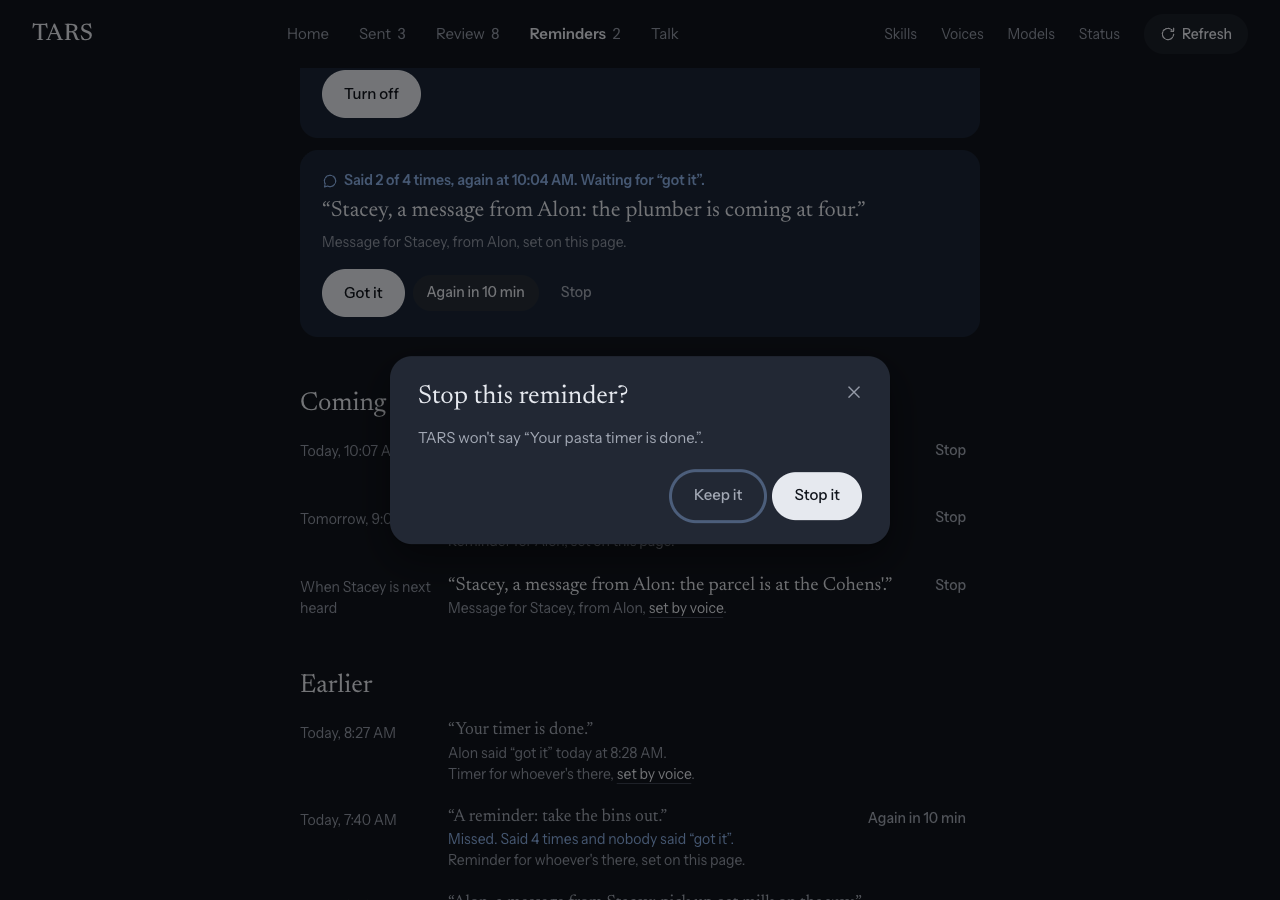 TARS Home Sent 3 Review 8 Reminders 2 Talk Skills Voices Models Status Refresh
Turn off
Said 2 of 4 times, again at 10:04 AM. Waiting for “got it”.
“Stacey, a message from Alon: the plumber is coming at four.”
Message for Stacey, from Alon, set on this page.
Got it Again in 10 min Stop
Stop this reminder?
TARS won’t say “Your pasta timer is done.”.
Keep it Stop it
Coming
Today, 10:07 A
Stop
Tomorrow, 9:0
Stop
Reminder for Alon, set on this page.
When Stacey is next heard
“Stacey, a message from Alon: the parcel is at the Cohens'”
Stop
Message for Stacey, from Alon, set by voice.
Earlier
Today, 8:27 AM
“Your timer is done.”
Alon said “got it” today at 8:28 AM.
Timer for whoever’s there, set by voice.
Today, 7:40 AM
“A reminder: take the bins out.”
Again in 10 min
Missed. Said 4 times and nobody said “got it”.
Reminder for whoever’s there, set on this page.